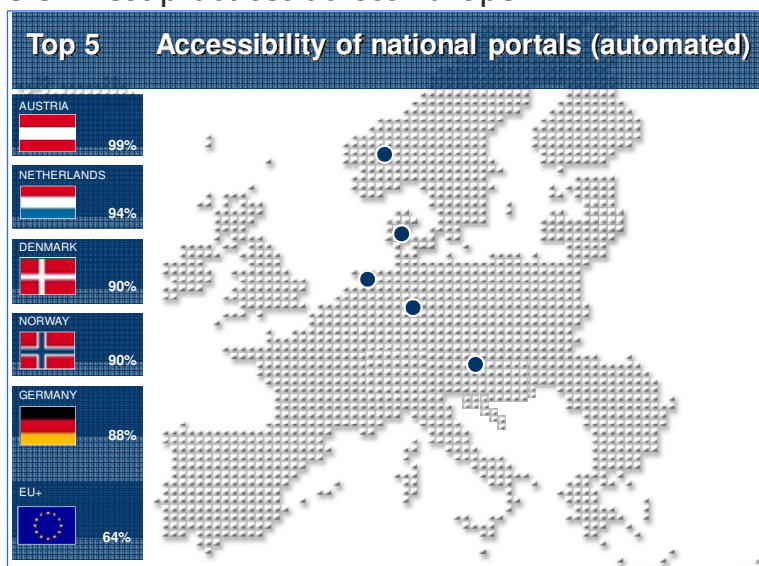 Top 5 Accessibility of national portals (automated)
AUSTRIA
99%
NETHERLANDS
94%
DENMARK
90%
NORWAY
90%
GERMANY
88%
EU+
64%